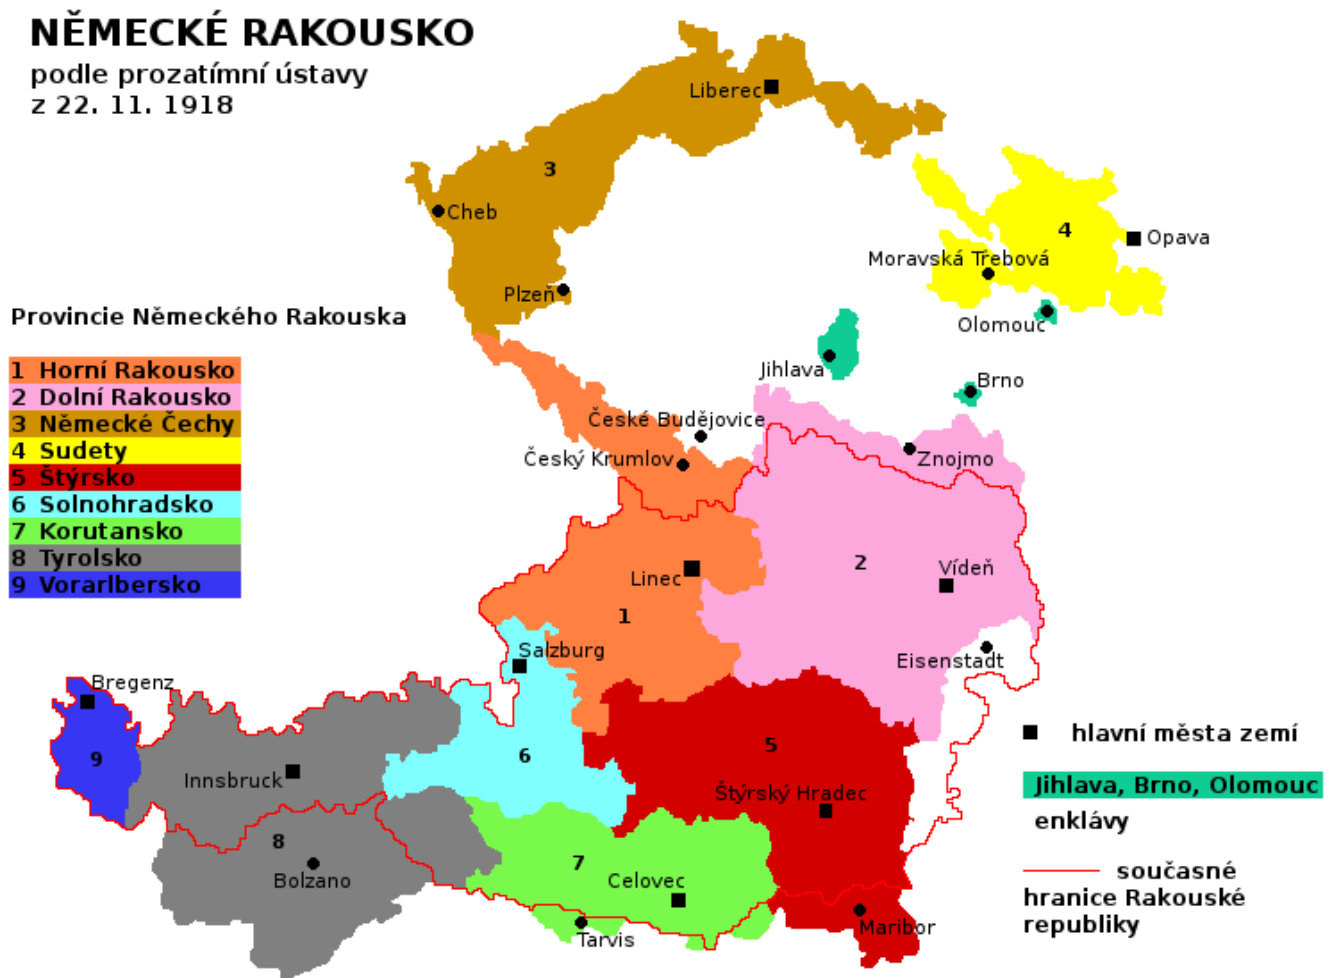 NĚMECKÉ RAKOUSKO
podle prozatímní ústavy
z 22. 11. 1918
Liberec
3
Cheb
4
Opava
Moravská Třebová
Plzeň
Olomouc
Provincie Německého Rakouska
1 Horní Rakousko
2 Dolní Rakousko
3 Německé Čechy
4 Sudety
5 Štýrsko
6 Solnohradsko
7 Korutansko
8 Tyrolsko
9 Vorarlbersko
Jihlava
Brno
České Budějovice
Český Krumlov
Znojmo
2
Linec
Vídeň
1
Salzburg
Eisenstadt
Bregenz
9
6
5
Innsbruck
Štýrský Hradec
8
7
Bolzano
Celovec
Tarvis
Maribor
hlavní města zemí
Jihlava, Brno, Olomouc
enklávy
současné
hranice Rakouské
republiky